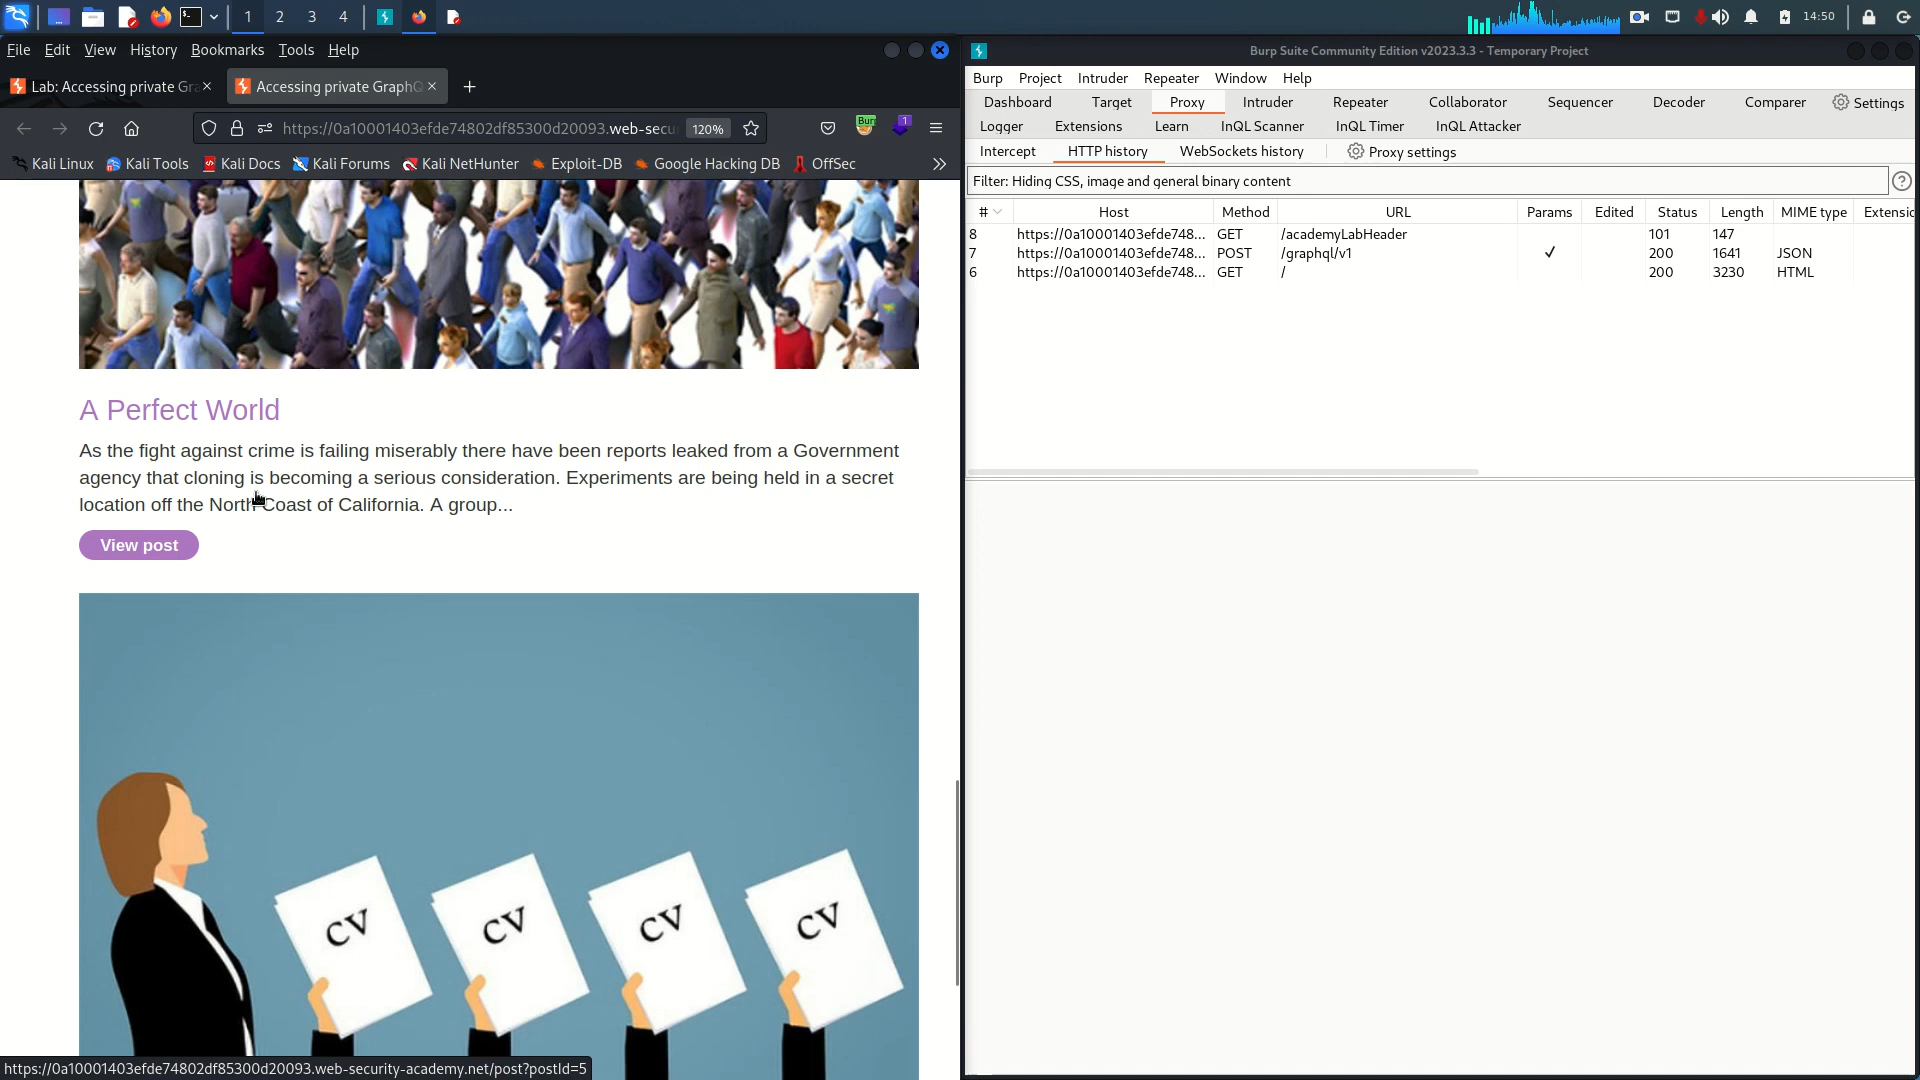 1
2
3
4
14:50
File Edit View History Bookmarks Tools Help
Lab: Accessing private Gra
Accessing private GraphQ
https://0a10001403efde74802df85300d20093.web-secu
120%
Bur
1
Kali Linux
Kali Tools
Kali Docs
Kali Forums
Kali NetHunter
Exploit-DB
Google Hacking DB
OffSec
A Perfect World
As the fight against crime is failing miserably there have been reports leaked from a Government
agency that cloning is becoming a serious consideration. Experiments are being held in a secret
location off the North Coast of California. A group...
View post
CV
CV
CV
CV
https://0a10001403efde74802df85300d20093.web-security-academy.net/post?postId=5
Burp Suite Community Edition v2023.3.3 - Temporary Project
Burp Project Intruder Repeater Window Help
Dashboard Target Proxy Intruder Repeater Collaborator Sequencer Decoder Comparer Settings
Logger Extensions Learn InQL Scanner InQL Timer InQL Attacker
Intercept HTTP history WebSockets history Proxy settings
Filter: Hiding CSS, image and general binary content
?
# Host Method URL Params Edited Status Length MIME type Extensic
8 https://0a10001403efde748... GET /academyLabHeader 101 147
7 https://0a10001403efde748... POST /graphql/v1 ✓ 200 1641 JSON
6 https://0a10001403efde748... GET / 200 3230 HTML